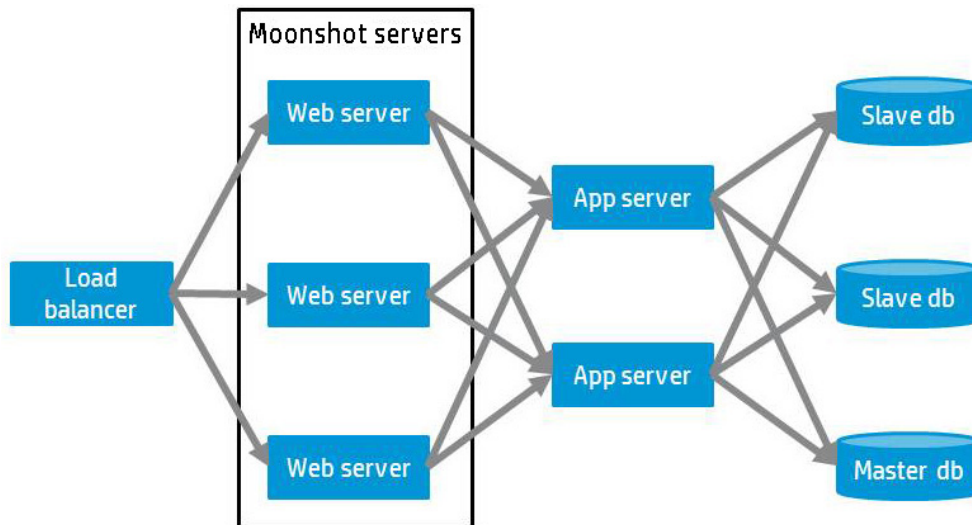 Moonshot servers
Web server
Slave db
App server
Load
balancer
Web server
Slave db
App server
Web server
Master db